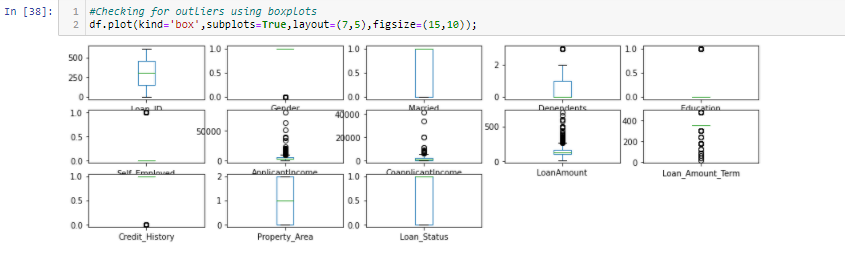 In [38]:
1 #Checking for outliers using boxplots
2 df.plot(kind='box',subplots=True,layout=(7,5),figsize=(15,10));
500
250
0
Loan_ID
1.0
0.5
0.0
Gender
1.0
0.5
0.0
Married
2
0
Dependents
1.0
0.5
0.0
Education
1.0
0.5
0.0
Self_Employed
50000
0
ApplicantIncome
40000
20000
0
CoapplicantIncome
500
0
LoanAmount
400
200
0
Loan_Amount_Term
1.0
0.5
0.0
Credit_History
2
1
0
Property_Area
1.0
0.5
0.0
Loan_Status